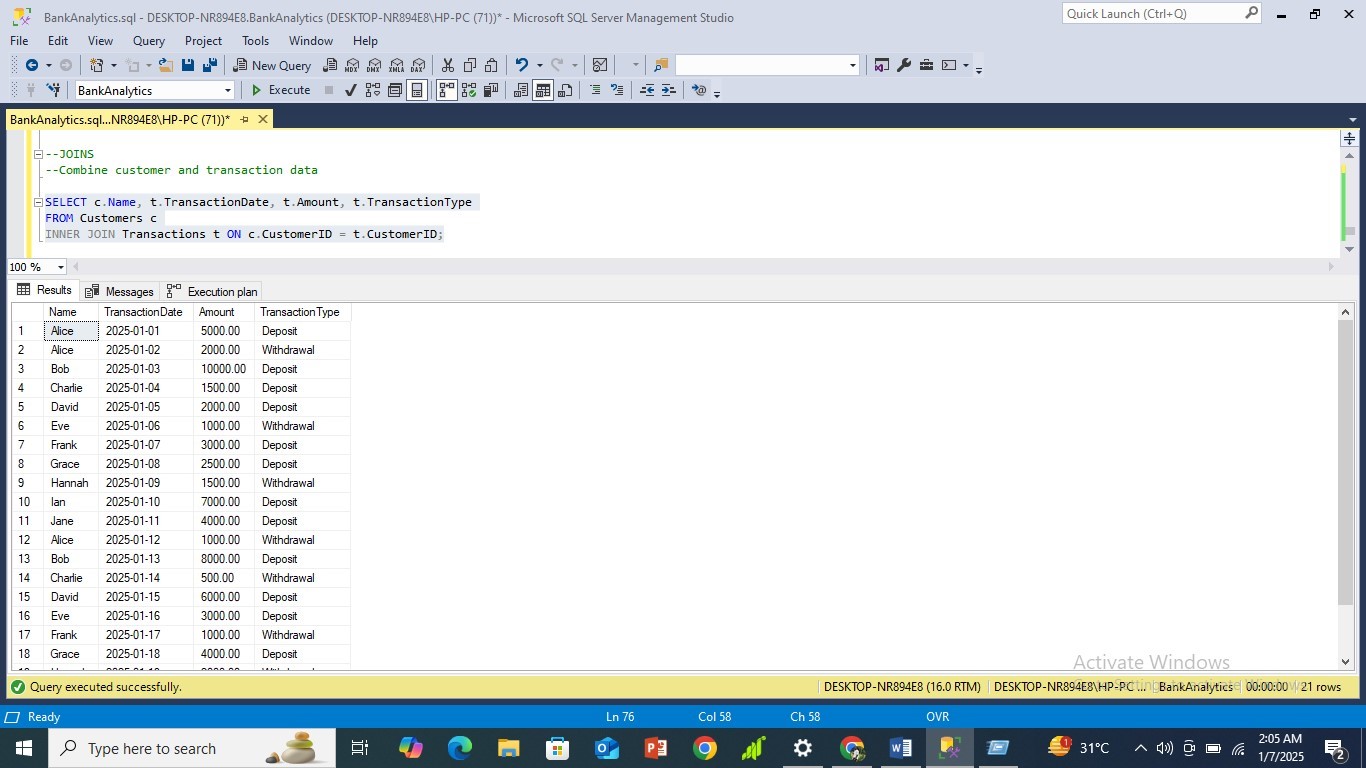 BankAnalytics.sql - DESKTOP-NR894E8.BankAnalytics (DESKTOP-NR894E8\HP-PC (71))* - Microsoft SQL Server Management Studio
Quick Launch (Ctrl+Q)
File Edit View Query Project Tools Window Help
New Query MDX DMX XMLA DAX
BankAnalytics Execute
BankAnalytics.sql...NR894E8\HP-PC (71))*
--JOINS
--Combine customer and transaction data
SELECT c.Name, t.TransactionDate, t.Amount, t.TransactionType
FROM Customers c
INNER JOIN Transactions t ON c.CustomerID = t.CustomerID;
100 %
Results Messages Execution plan
Name TransactionDate Amount TransactionType
1 Alice 2025-01-01 5000.00 Deposit
2 Alice 2025-01-02 2000.00 Withdrawal
3 Bob 2025-01-03 10000.00 Deposit
4 Charlie 2025-01-04 1500.00 Deposit
5 David 2025-01-05 2000.00 Deposit
6 Eve 2025-01-06 1000.00 Withdrawal
7 Frank 2025-01-07 3000.00 Deposit
8 Grace 2025-01-08 2500.00 Deposit
9 Hannah 2025-01-09 1500.00 Withdrawal
10 Ian 2025-01-10 7000.00 Deposit
11 Jane 2025-01-11 4000.00 Deposit
12 Alice 2025-01-12 1000.00 Withdrawal
13 Bob 2025-01-13 8000.00 Deposit
14 Charlie 2025-01-14 500.00 Withdrawal
15 David 2025-01-15 6000.00 Deposit
16 Eve 2025-01-16 3000.00 Deposit
17 Frank 2025-01-17 1000.00 Withdrawal
18 Grace 2025-01-18 4000.00 Deposit
Activate Windows
Query executed successfully. DESKTOP-NR894E8 (16.0 RTM) DESKTOP-NR894E8\HP-PC ... BankAnalytics 00:00:00 21 rows
Ready Ln 76 Col 58 Ch 58 OVR
Type here to search
31°C
2:05 AM
1/7/2025
2